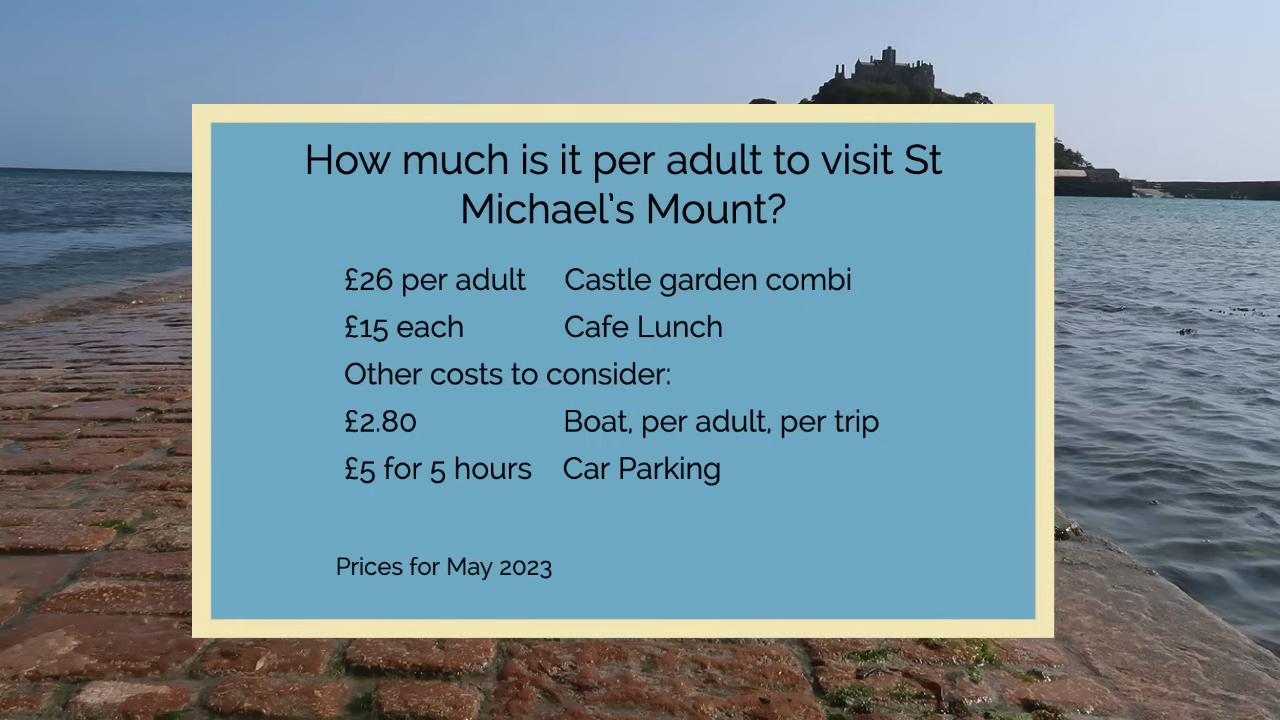 How much is it per adult to visit St
Michael's Mount?
£26 per adult Castle garden combi
£15 each Cafe Lunch
Other costs to consider:
£2.80 Boat, per adult, per trip
£5 for 5 hours Car Parking
Prices for May 2023